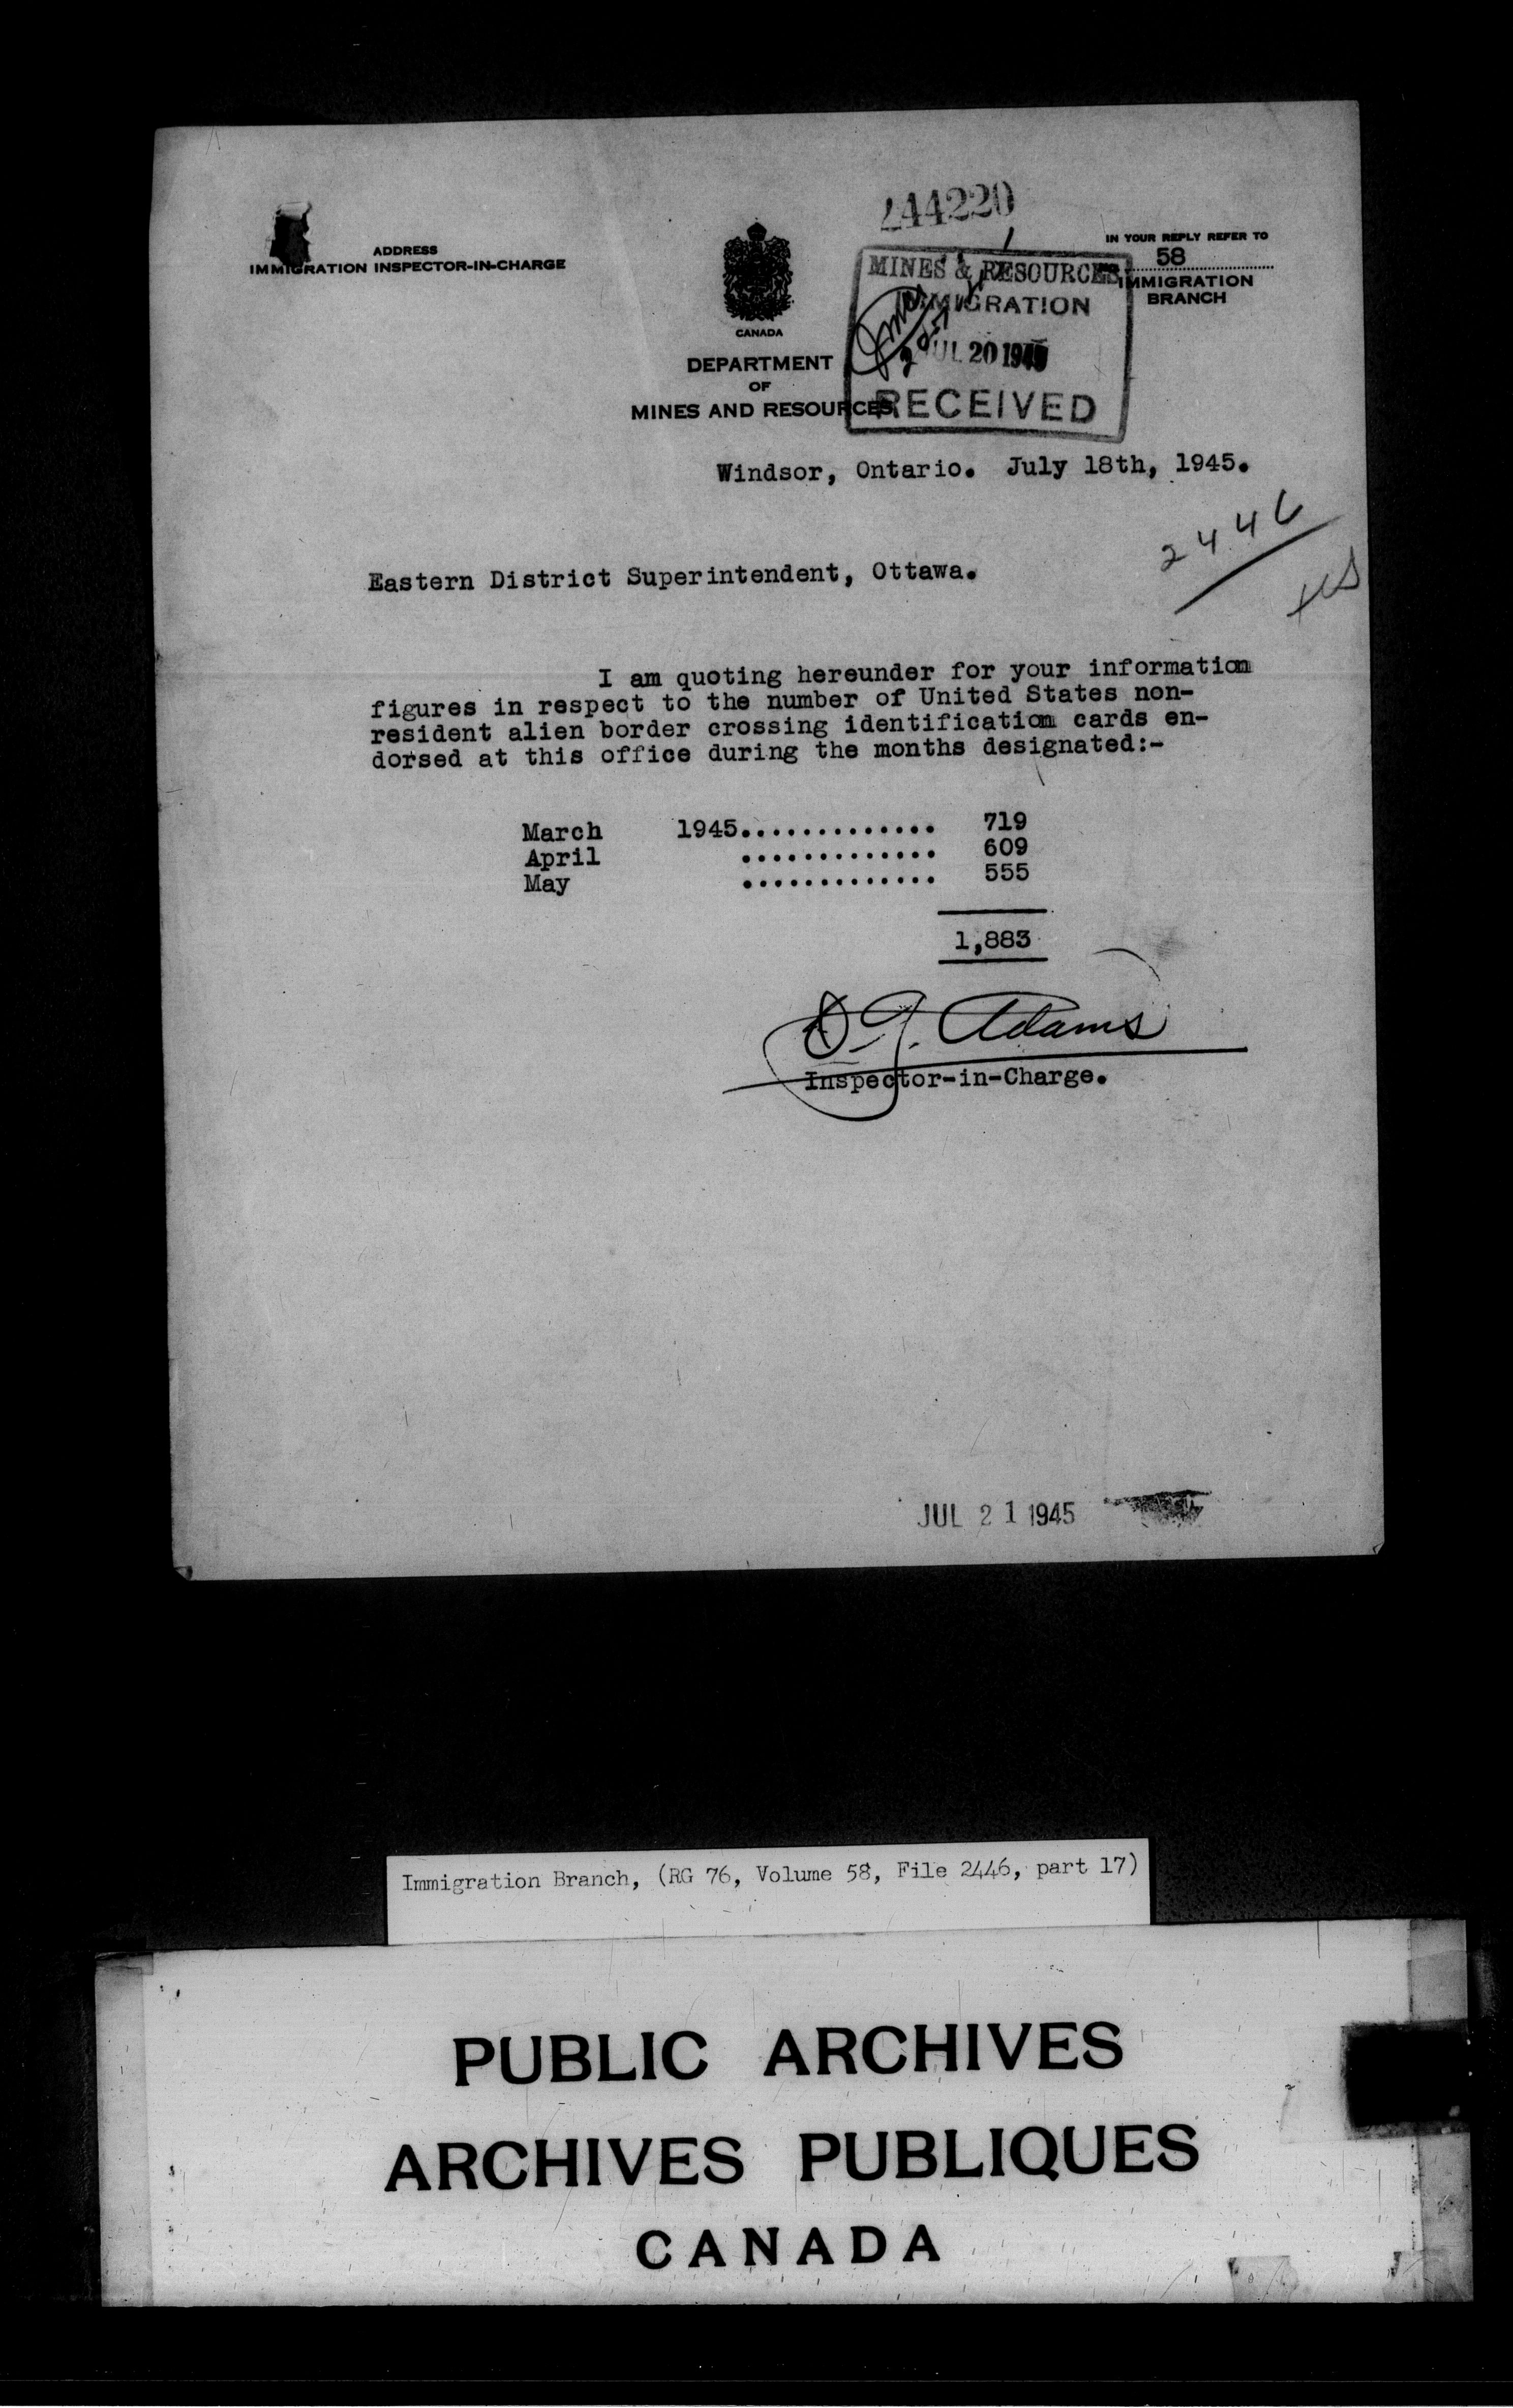 244220
ADDRESS
IMMIGRATION INSPECTOR-IN-CHARGE
IN YOUR REPLY REFER TO
58
IMMIGRATION
BRANCH
MINES & RESOURCES
IMMIGRATION
JUL 20 1945
RECEIVED
CANADA
DEPARTMENT
OF
MINES AND RESOURCES
Windsor, Ontario. July 18th, 1945.
2446
Eastern District Superintendent, Ottawa.
I am quoting hereunder for your information
figures in respect to the number of United States non-
resident alien border crossing identification cards en-
dorsed at this office during the months designated:-
March 1945............. 719
April ............. 609
May ............. 555
1,883
D.J. Adams
Inspector-in-Charge.
JUL 21 1945
Immigration Branch, (RG 76, Volume 58, File 2446, part 17)
PUBLIC ARCHIVES
ARCHIVES PUBLIQUES
CANADA